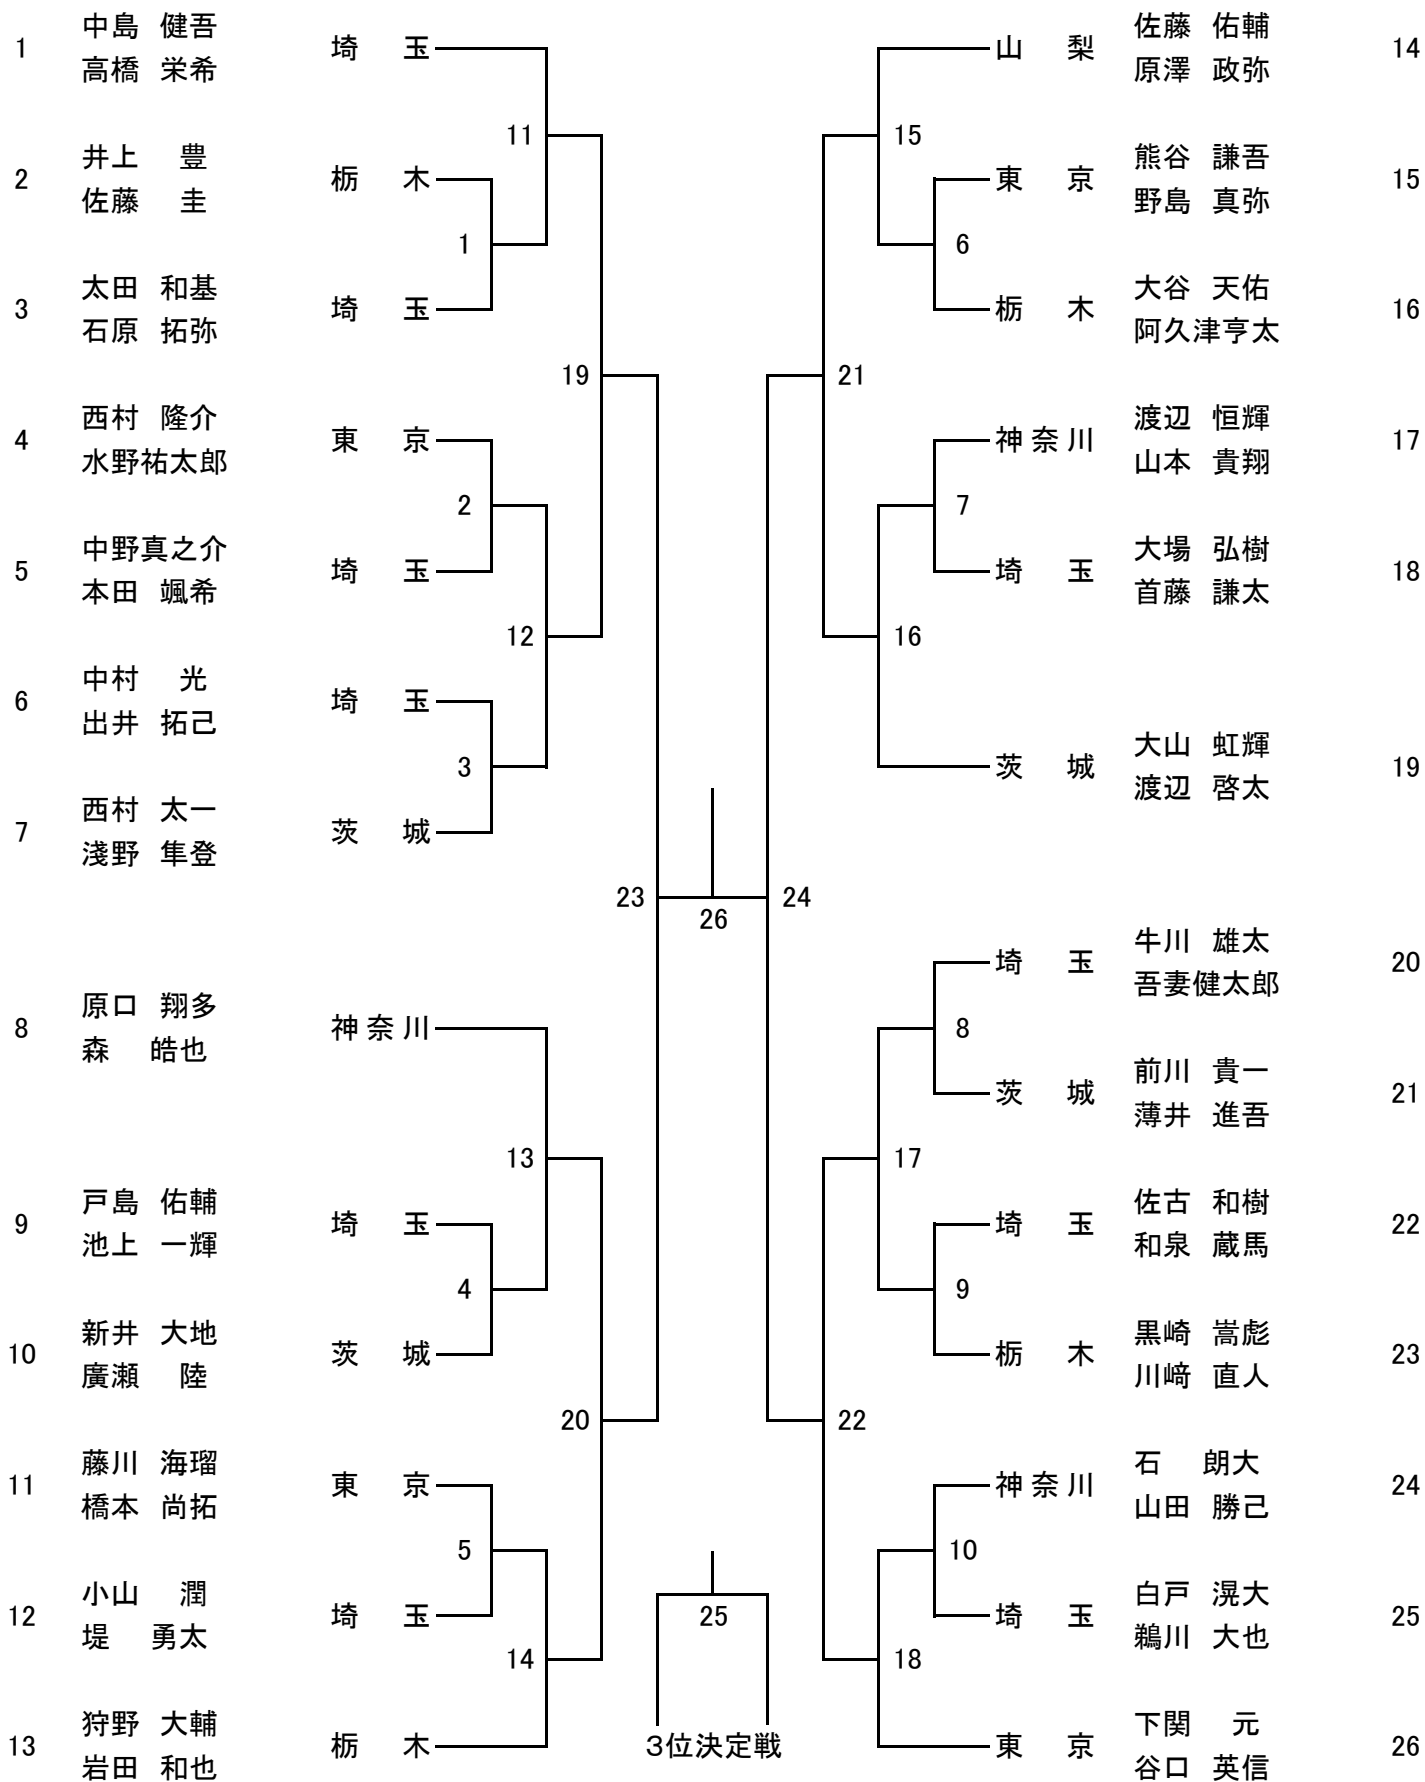 1 中島 健吾 高橋 栄希 埼 玉
2 井上 豊 佐藤 圭 栃 木
3 太田 和基 石原 拓弥 埼 玉
4 西村 隆介 水野祐太郎 東 京
5 中野真之介 本田 颯希 埼 玉
6 中村 光 出井 拓己 埼 玉
7 西村 太一 淺野 隼登 茨 城
8 原口 翔多 森 皓也 神 奈 川
9 戸島 佑輔 池上 一輝 埼 玉
10 新井 大地 廣瀬 陸 茨 城
11 藤川 海瑠 橋本 尚拓 東 京
12 小山 潤 堤 勇太 埼 玉
13 狩野 大輔 岩田 和也 栃 木
11
1
19
2
12
3
23
13
4
20
5
14
26
25
3位決定戦
15
6
21
7
16
24
8
17
9
22
10
18
山 梨 佐藤 佑輔 原澤 政弥 14
東 京 熊谷 謙吾 野島 真弥 15
栃 木 大谷 天佑 阿久津亨太 16
神 奈 川 渡辺 恒輝 山本 貴翔 17
埼 玉 大場 弘樹 首藤 謙太 18
茨 城 大山 虹輝 渡辺 啓太 19
埼 玉 牛川 雄太 吾妻健太郎 20
茨 城 前川 貴一 薄井 進吾 21
埼 玉 佐古 和樹 和泉 蔵馬 22
栃 木 黒崎 嵩彪 川﨑 直人 23
神 奈 川 石 朗大 山田 勝己 24
埼 玉 白戸 滉大 鵜川 大也 25
東 京 下関 元 谷口 英信 26